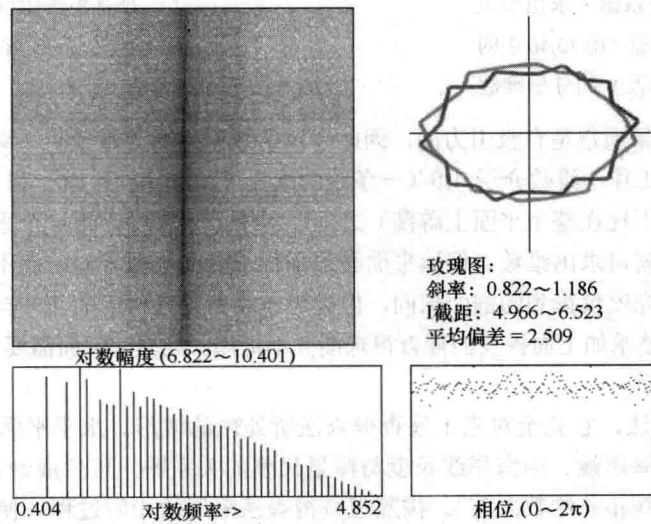 玫瑰图:
斜率: 0.822～1.186
I截距: 4.966～6.523
平均偏差=2.509
对数幅度 (6.822～10.401)
0.404 对数频率-> 4.852
相位 (0～2π)